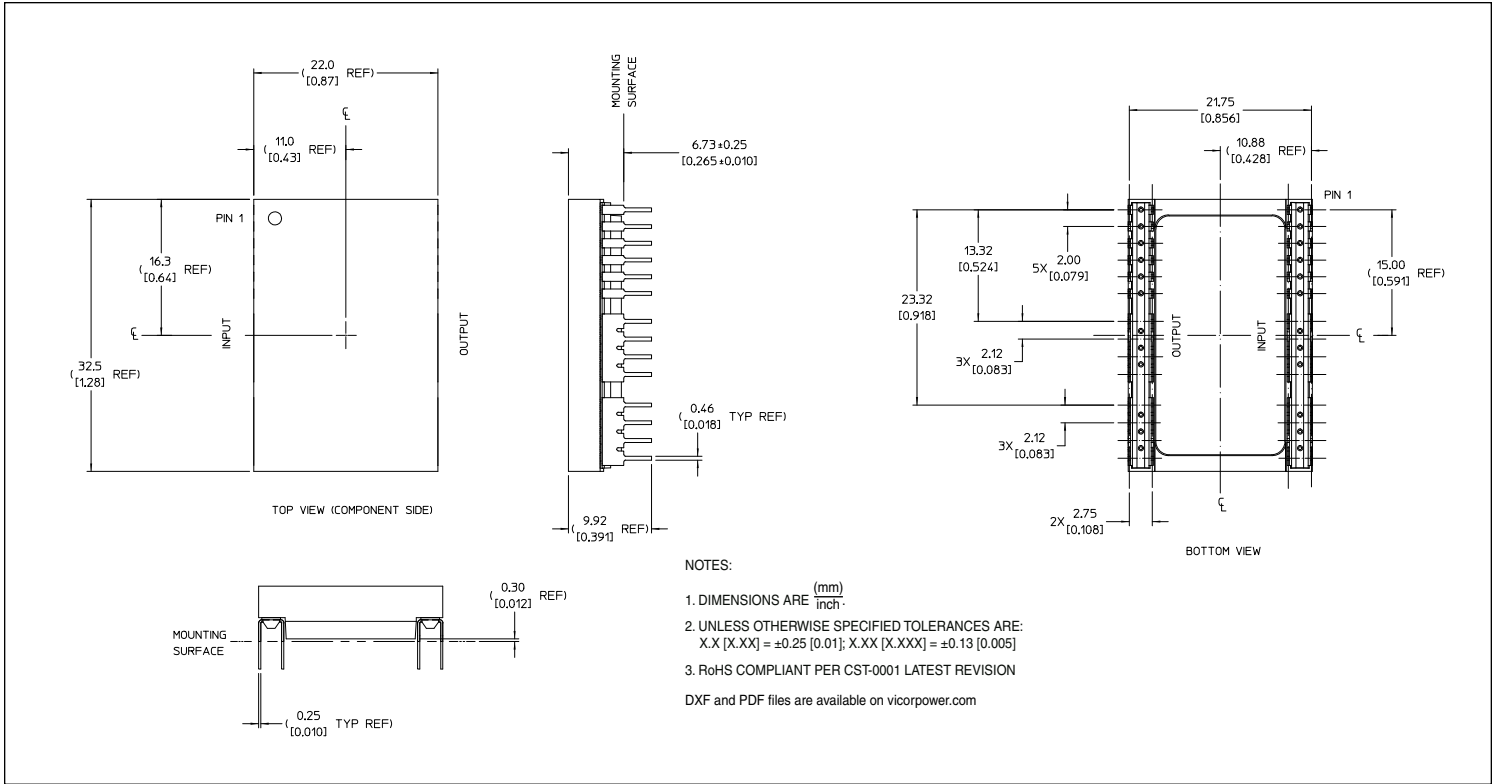 22.0
[0.87]
( REF)
℄
11.0
[0.43]
( REF)
PIN 1
16.3
[0.64]
( REF)
℄
INPUT
OUTPUT
32.5
[1.28]
( REF)
TOP VIEW (COMPONENT SIDE)
MOUNTING
SURFACE
6.73±0.25
[0.265±0.010]
0.46
[0.018]
( TYP REF)
9.92
[0.391]
( REF)
21.75
[0.856]
10.88
[0.428]
( REF)
PIN 1
13.32
[0.524]
5X 2.00
[0.079]
15.00
[0.591]
( REF)
23.32
[0.918]
OUTPUT
INPUT
℄
3X 2.12
[0.083]
3X 2.12
[0.083]
2X 2.75
[0.108]
℄
BOTTOM VIEW
0.30
[0.012]
( REF)
MOUNTING
SURFACE
0.25
[0.010]
( TYP REF)
NOTES:
1. DIMENSIONS ARE (mm)
inch.
2. UNLESS OTHERWISE SPECIFIED TOLERANCES ARE:
X.X [X.XX] = ±0.25 [0.01]; X.XX [X.XXX] = ±0.13 [0.005]
3. RoHS COMPLIANT PER CST-0001 LATEST REVISION
DXF and PDF files are available on vicorpower.com